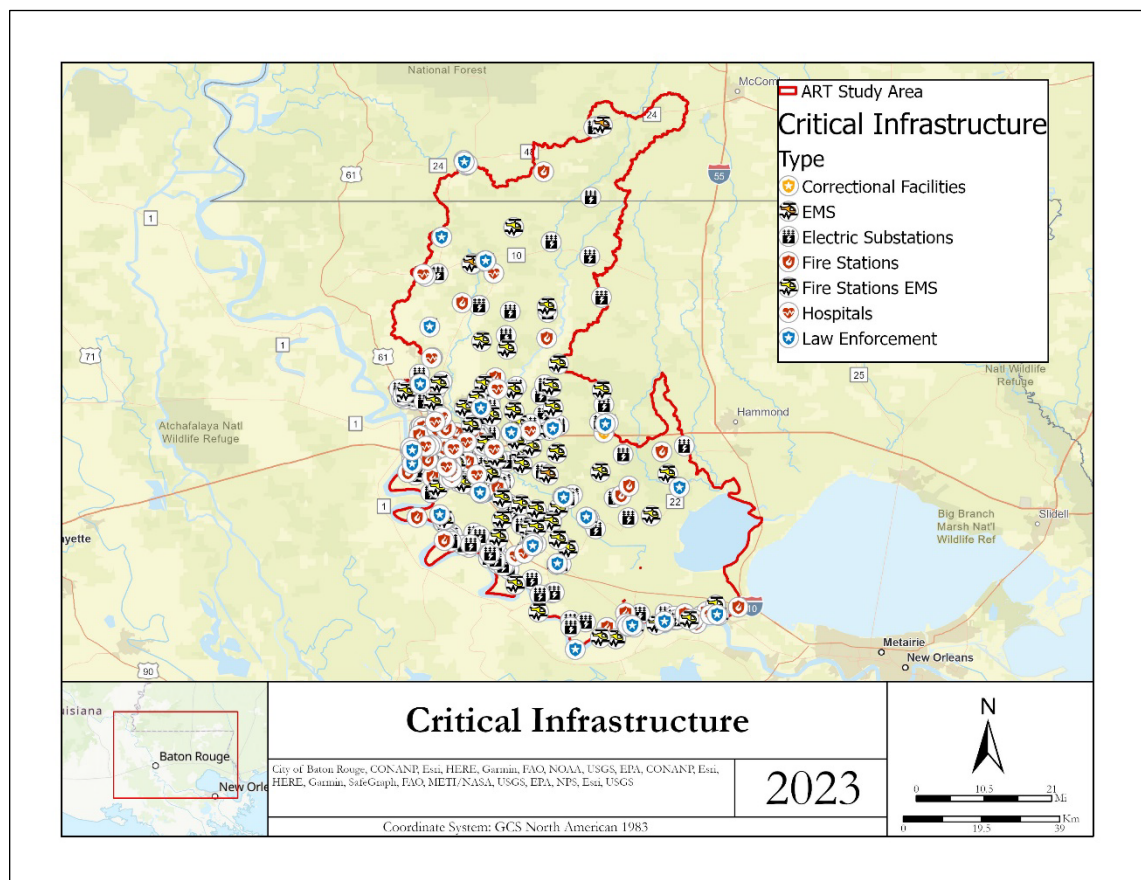 National Forest
McCom
24
48
24
61
55
1
10
1
61
71
1
25
Natl Wildlife
Refuge
Hammond
Atchafalaya Natl
Wildlife Refuge
22
1
Slidell
Big Branch
Marsh Nat'l
Wildlife Ref
ayette
10
Metairie
New Orleans
90
ART Study Area
Critical Infrastructure
Type
Correctional Facilities
EMS
Electric Substations
Fire Stations
Fire Stations EMS
Hospitals
Law Enforcement
uisiana
Baton Rouge
New Orle
Critical Infrastructure
City of Baton Rouge, CONANP, Esri, HERE, Garmin, FAO, NOAA, USGS, EPA, CONANP, Esri,
HERE, Garmin, SafeGraph, FAO, METI/NASA, USGS, EPA, NPS, Esri, USGS
2023
Coordinate System: GCS North American 1983
N
0 10.5 21
Mi
Km
0 19.5 39